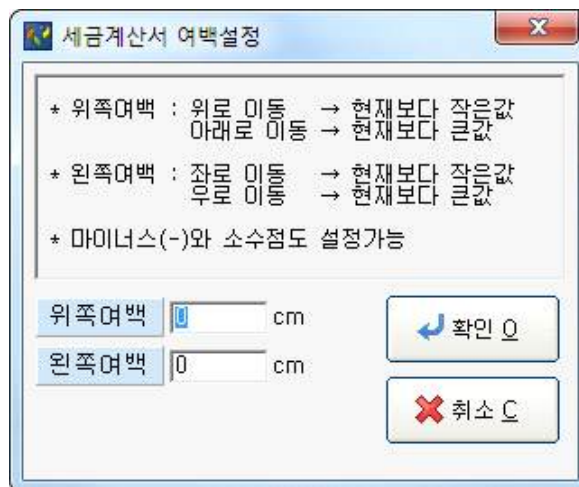 세금계산서 여백설정
* 위쪽여백 : 위로 이동 → 현재보다 작은값
아래로 이동 → 현재보다 큰값
* 왼쪽여백 : 좌로 이동 → 현재보다 작은값
우로 이동 → 현재보다 큰값
* 마이너스(-)와 소수점도 설정가능
위쪽여백 0 cm
왼쪽여백 0 cm
확인 O
취소 C